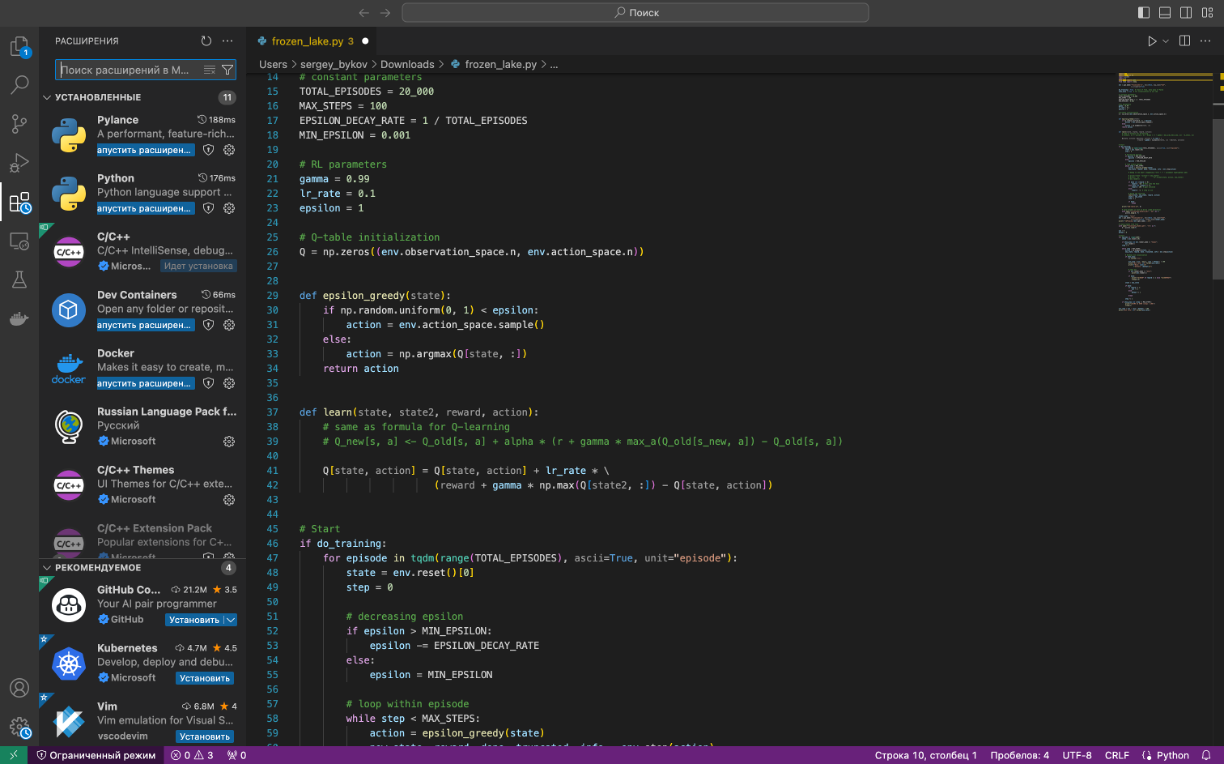 Поиск
РАСШИРЕНИЯ
Поиск расширений в М...
УСТАНОВ�ленНЫЕ 11
Pylance 188ms
A performant, feature-rich...
апустить расширен...
Python 176ms
Python language support ...
апустить расширен...
C/C++
C/C++ IntelliSense, debug...
Micros... Идет установка
Dev Containers 66ms
Open any folder or reposit...
апустить расширен...
Docker
Makes it easy to create, m...
апустить расширен...
Russian Language Pack f...
Русский
Microsoft
C/C++ Themes
UI Themes for C/C++ exte...
Microsoft
C/C++ Extension Pack
Popular extensions for C+...
Microsoft
РЕКОМЕНДУЕМОЕ 4
GitHub Co... 21.2M 3.5
Your AI pair programmer
GitHub Установить
Kubernetes 4.7M 4.5
Develop, deploy and debu...
Microsoft Установить
Vim 6.8M 4
Vim emulation for Visual S...
vscodevim Установить
frozen_lake.py 3
Users > sergey_bykov > Downloads > frozen_lake.py > ...
14 # constant parameters
15 TOTAL_EPISODES = 20_000
16 MAX_STEPS = 100
17 EPSILON_DECAY_RATE = 1 / TOTAL_EPISODES
18 MIN_EPSILON = 0.001
19
20 # RL parameters
21 gamma = 0.99
22 lr_rate = 0.1
23 epsilon = 1
24
25 # Q-table initialization
26 Q = np.zeros((env.observation_space.n, env.action_space.n))
27
28
29 def epsilon_greedy(state):
30 if np.random.uniform(0, 1) < epsilon:
31 action = env.action_space.sample()
32 else:
33 action = np.argmax(Q[state, :])
34 return action
35
36
37 def learn(state, state2, reward, action):
38 # same as formula for Q-learning
39 # Q_new[s, a] <- Q_old[s, a] + alpha * (r + gamma * max_a(Q_old[s_new, a]) - Q_old[s, a])
40
41 Q[state, action] = Q[state, action] + lr_rate * \
42 (reward + gamma * np.max(Q[state2, :]) - Q[state, action])
43
44
45 # Start
46 if do_training:
47 for episode in tqdm(range(TOTAL_EPISODES), ascii=True, unit="episode"):
48 state = env.reset()[0]
49 step = 0
50
51 # decreasing epsilon
52 if epsilon > MIN_EPSILON:
53 epsilon -= EPSILON_DECAY_RATE
54 else:
55 epsilon = MIN_EPSILON
56
57 # loop within episode
58 while step < MAX_STEPS:
59 action = epsilon_greedy(state)
Ограниченный режим 0 3 0 Строка 10, столбец 1 Пробелов: 4 UTF-8 CRLF Python